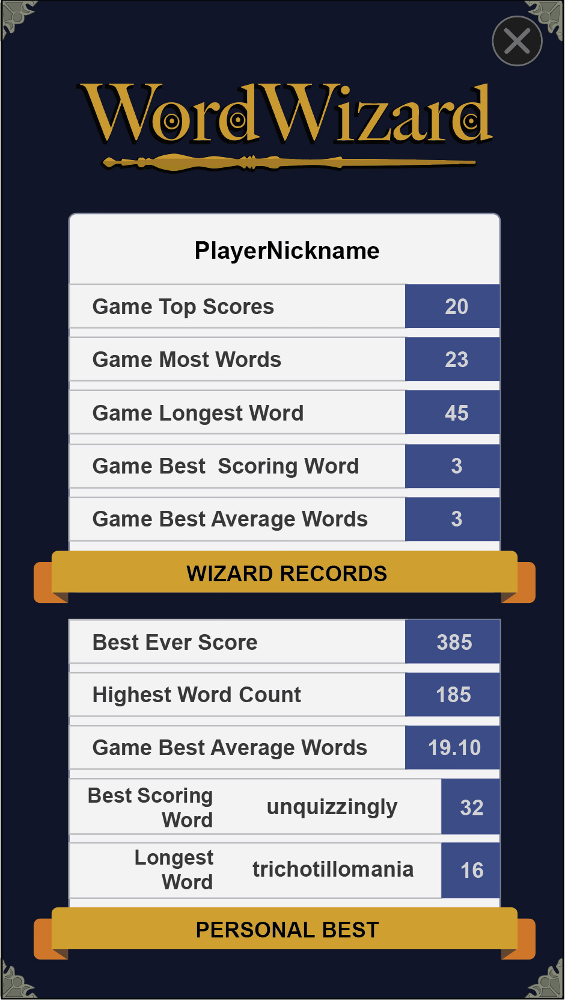 WordWizard
PlayerNickname
Game Top Scores 20
Game Most Words 23
Game Longest Word 45
Game Best  Scoring Word 3
Game Best Average Words 3
WIZARD RECORDS
Best Ever Score 385
Highest Word Count 185
Game Best Average Words 19.10
Best Scoring
Word
unquizzingly 32
Longest
Word
trichotillomania 16
PERSONAL BEST